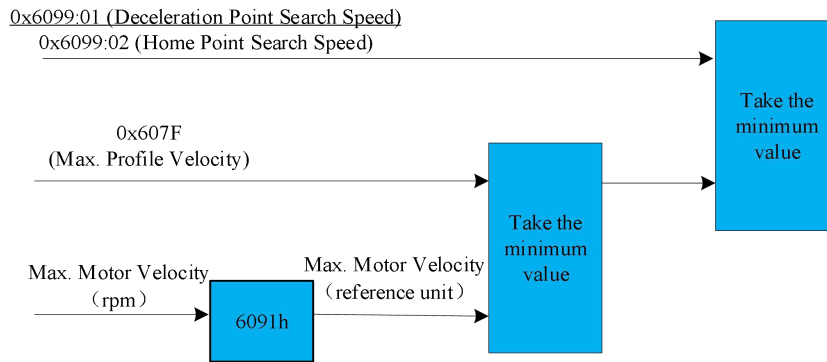 0x6099:01 (Deceleration Point Search Speed)
0x6099:02 (Home Point Search Speed)
Take the
minimum
value
0x607F
(Max. Profile Velocity)
Take the
minimum
value
Max. Motor Velocity
（rpm）
6091h
Max. Motor Velocity
（reference unit）